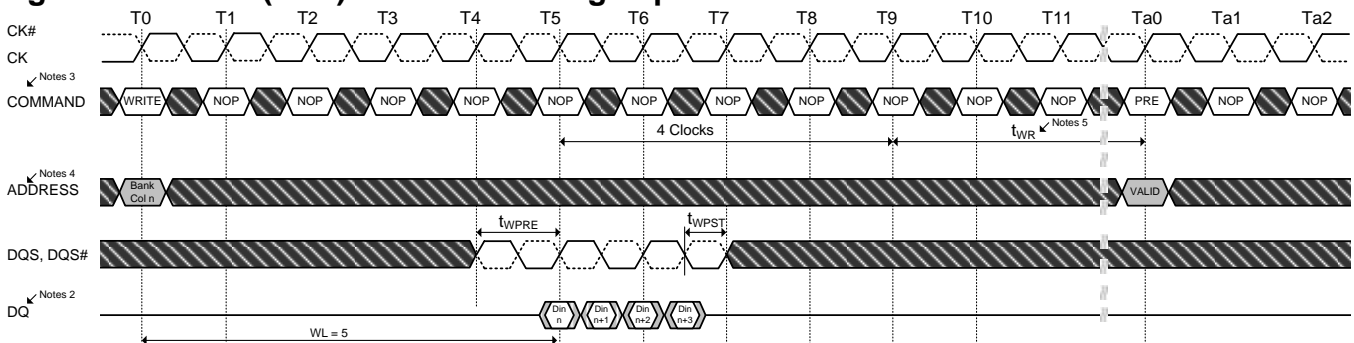 T0 T1 T2 T3 T4 T5 T6 T7 T8 T9 T10 T11 Ta0 Ta1 Ta2
CK#
CK
Notes 3
COMMAND WRITE NOP NOP NOP NOP NOP NOP NOP NOP NOP NOP NOP PRE NOP NOP
4 Clocks tWR Notes 5
Notes 4
ADDRESS Bank Col n VALID
tWPRE tWPST
DQS, DQS#
Notes 2
DQ Din n Din n+1 Din n+2 Din n+3
WL = 5